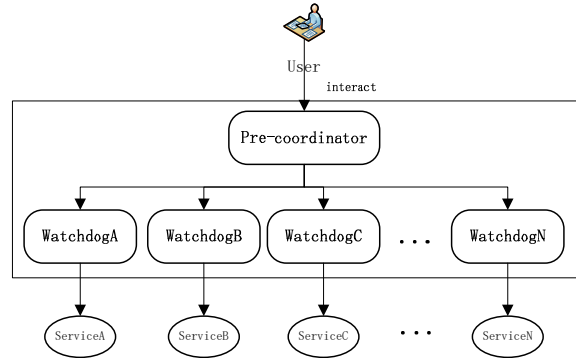 User
interact
Pre-coordinator
WatchdogA WatchdogB WatchdogC ... WatchdogN
ServiceA ServiceB ServiceC ... ServiceN